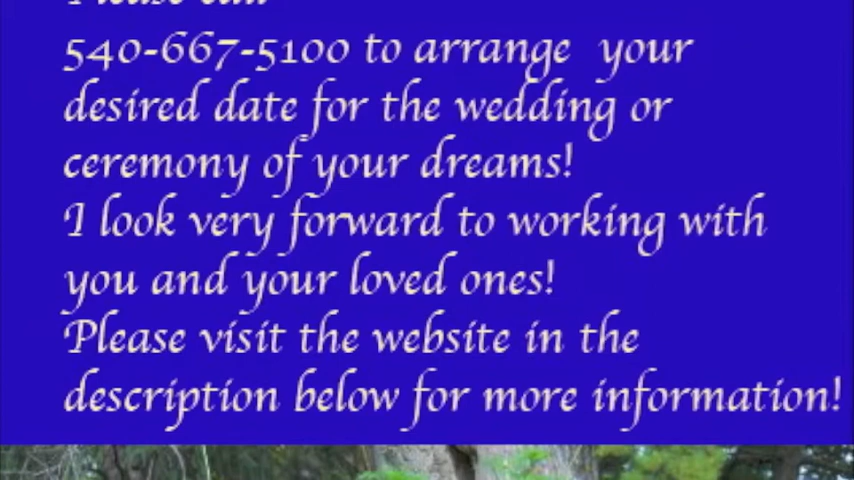 Please call
540-667-5100 to arrange your
desired date for the wedding or
ceremony of your dreams!
I look very forward to working with
you and your loved ones!
Please visit the website in the
description below for more information!